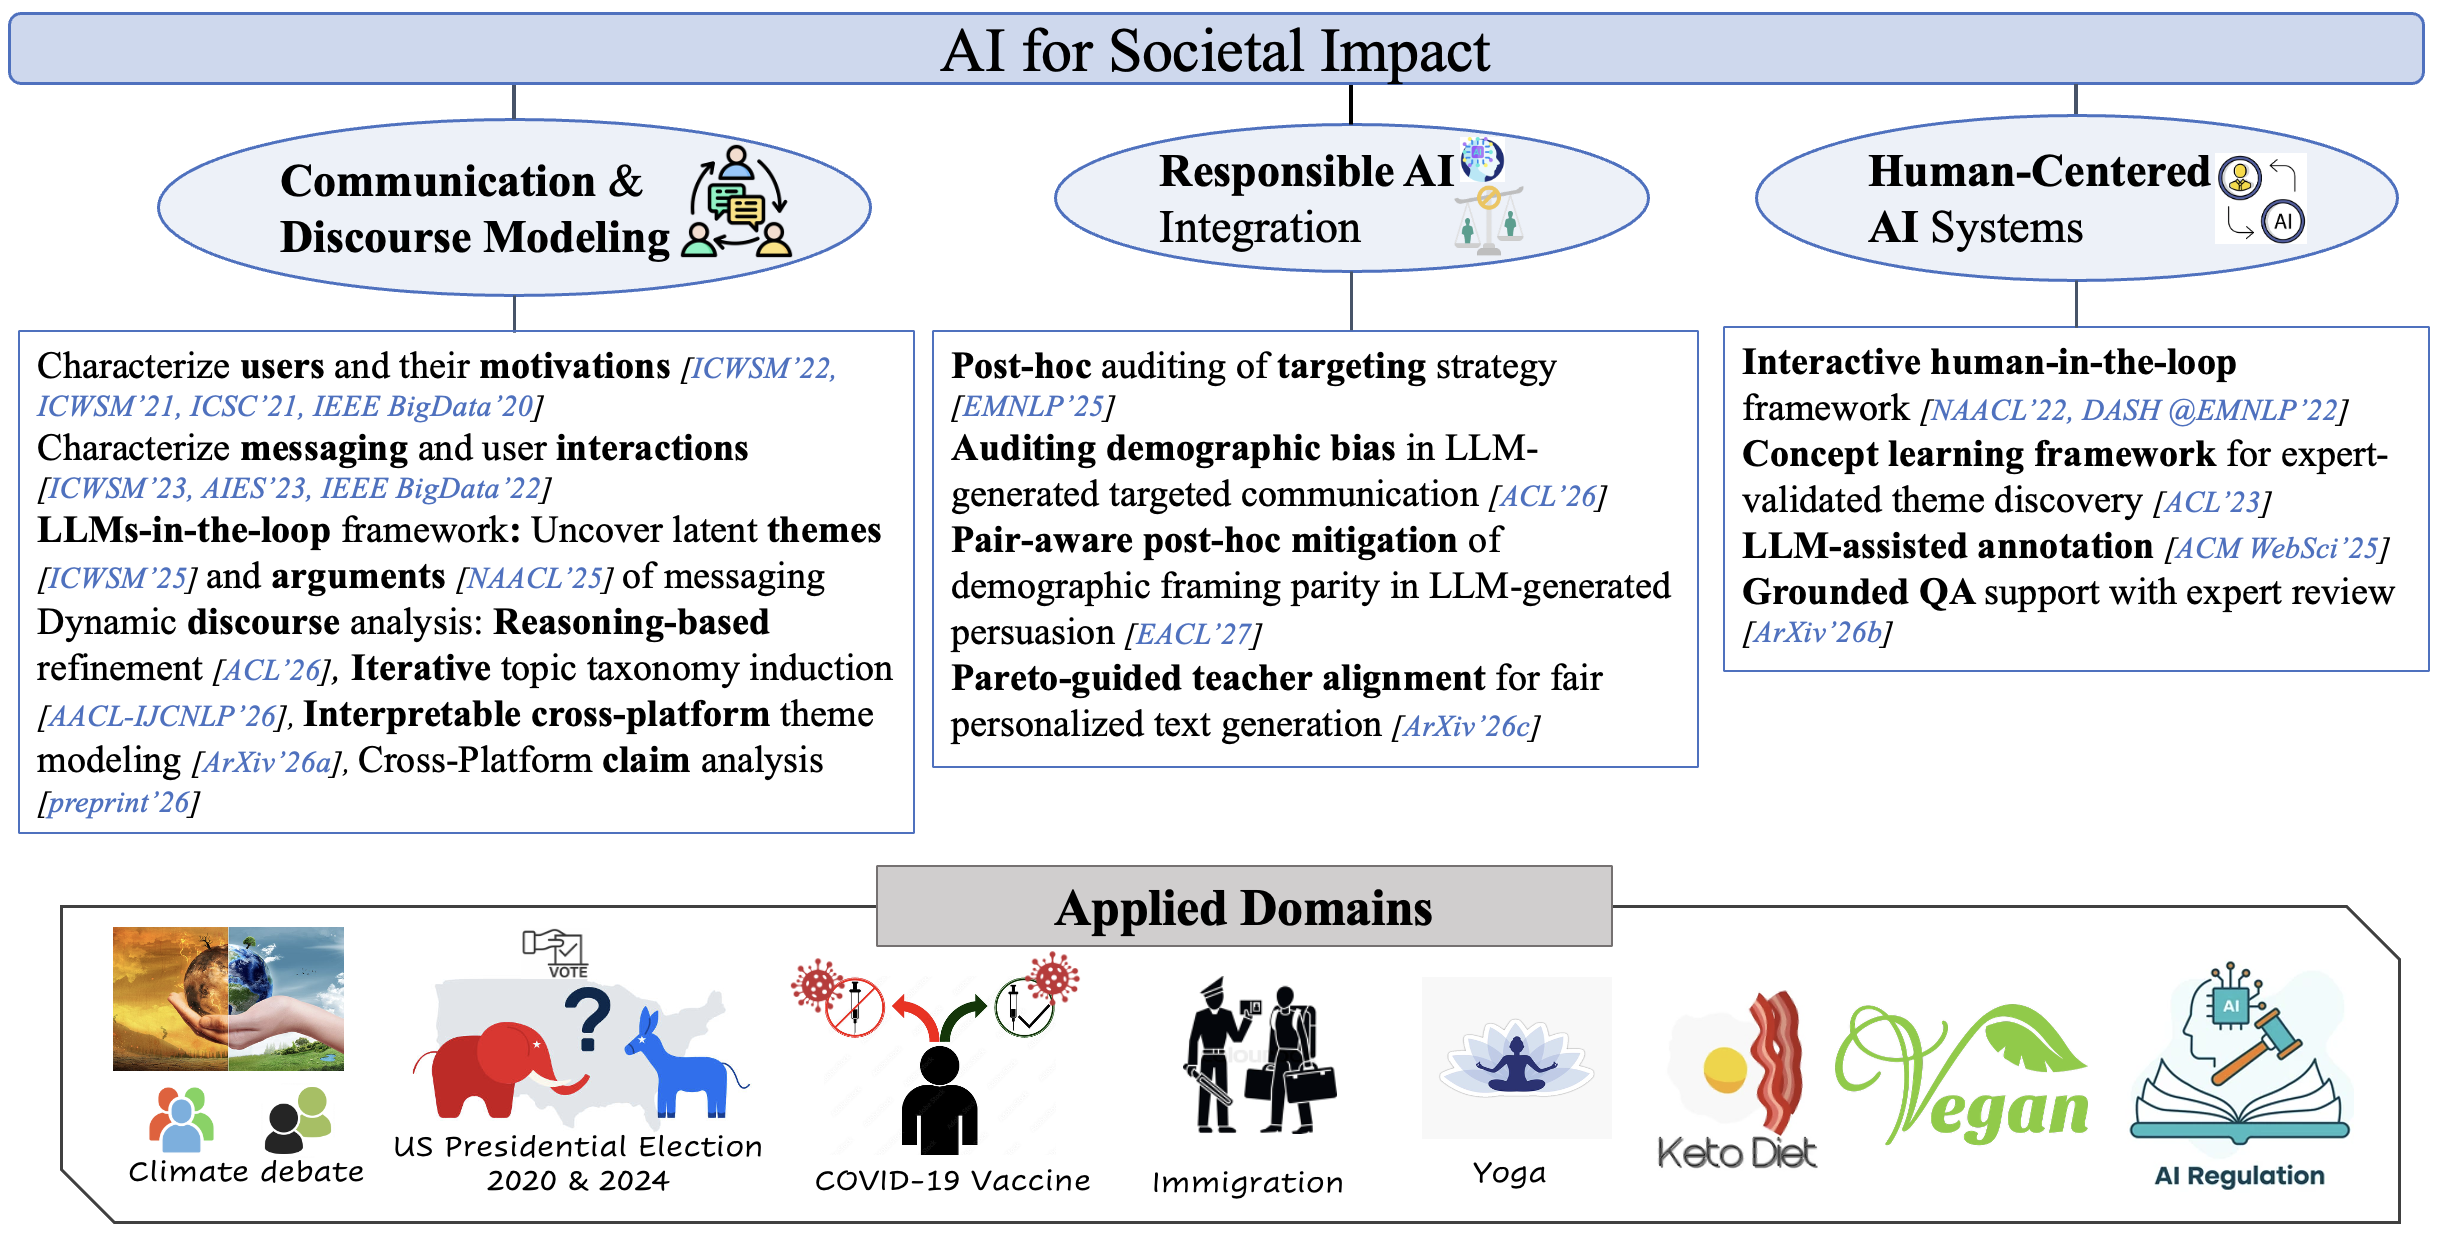 AI for Societal Impact
Communication &
Discourse Modeling
Responsible AI
Integration
Human-Centered
AI Systems
AI
Characterize users and their motivations [ICWSM’22,
ICWSM’21, ICSC’21, IEEE BigData’20]
Characterize messaging and user interactions
[ICWSM’23, AIES’23, IEEE BigData’22]
LLMs-in-the-loop framework: Uncover latent themes
[ICWSM’25] and arguments [NAACL’25] of messaging
Dynamic discourse analysis: Reasoning-based
refinement [ACL’26], Iterative topic taxonomy induction
[AACL-IJCNLP’26], Interpretable cross-platform theme
modeling [ArXiv’26a], Cross-Platform claim analysis
[preprint’26]
Post-hoc auditing of targeting strategy
[EMNLP’25]
Auditing demographic bias in LLM-
generated targeted communication [ACL’26]
Pair-aware post-hoc mitigation of
demographic framing parity in LLM-generated
persuasion [EACL’27]
Pareto-guided teacher alignment for fair
personalized text generation [ArXiv’26c]
Interactive human-in-the-loop
framework [NAACL’22, DASH @EMNLP’22]
Concept learning framework for expert-
validated theme discovery [ACL’23]
LLM-assisted annotation [ACM WebSci’25]
Grounded QA support with expert review
[ArXiv’26b]
Applied Domains
Climate debate
VOTE
?
US Presidential Election
2020 & 2024
COVID-19 Vaccine
Immigration
Yoga
Keto Diet
Vegan
AI
AI Regulation